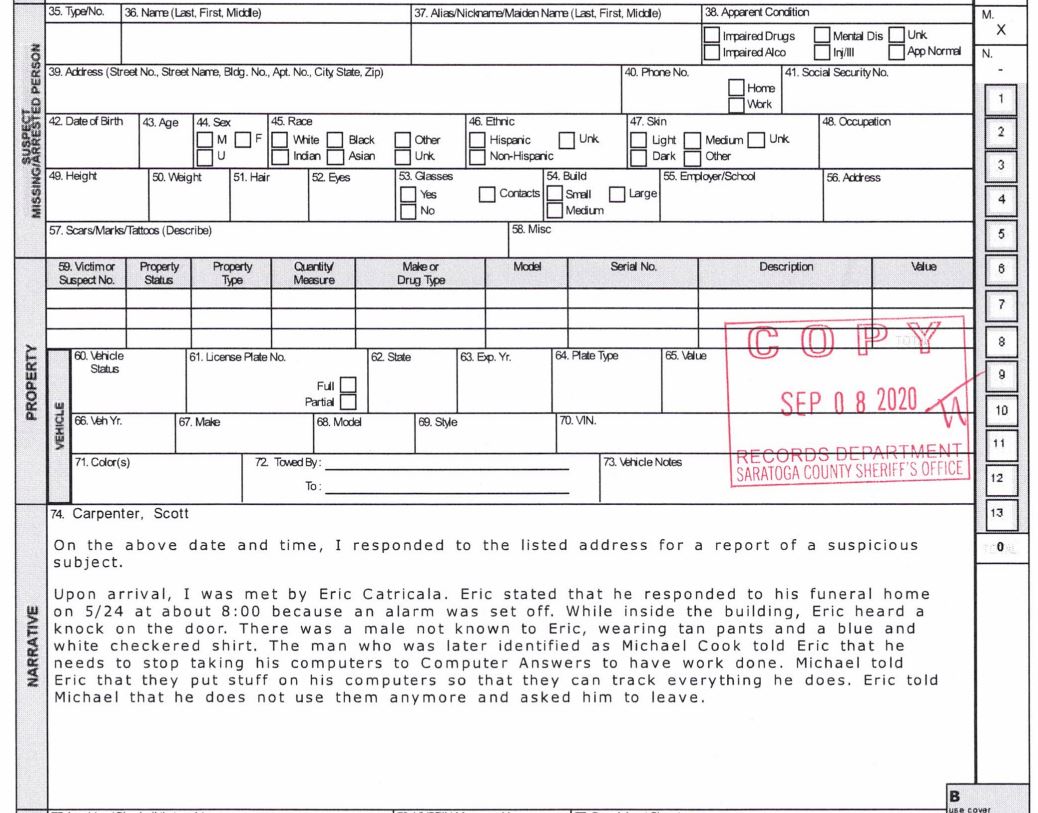 35. Type/No. 36. Name (Last, First, Middle) 37. Alias/Nickname/Maiden Name (Last, First, Middle) 38. Apparent Condition
Impaired Drugs Mental Dis Unk.
Impaired Alco Inj/Ill App Normal
39. Address (Street No., Street Name, Bldg. No., Apt. No., City, State, Zip) 40. Phone No. 41. Social Security No.
Home
Work
42. Date of Birth 43. Age 44. Sex 45. Race 46. Ethnic 47. Skin 48. Occupation
M F White Black Other Hispanic Unk. Light Medium Unk.
U Indian Asian Unk. Non-Hispanic Dark Other
49. Height 50. Weight 51. Hair 52. Eyes 53. Glasses 54. Build 55. Employer/School 56. Address
Yes Contacts Small Large
No Medium
57. Scars/Marks/Tattoos (Describe) 58. Misc
SUSPECT
MISSING/ARRESTED PERSON
59. Victim or Property Property Quantity/ Make or Model Serial No. Description Value
Suspect No. Status Type Measure Drug Type
PROPERTY
VEHICLE
60. Vehicle 61. License Plate No. 62. State 63. Exp. Yr. 64. Plate Type 65. Value
Status
Full
Partial
66. Veh Yr. 67. Make 68. Model 69. Style 70. VIN.
71. Color(s) 72. Towed By: 73. Vehicle Notes
To:
COPY
SEP 08 2020
RECORDS DEPARTMENT
SARATOGA COUNTY SHERIFF'S OFFICE
NARRATIVE
74. Carpenter, Scott
On the above date and time, I responded to the listed address for a report of a suspicious
subject.
Upon arrival, I was met by Eric Catricala. Eric stated that he responded to his funeral home
on 5/24 at about 8:00 because an alarm was set off. While inside the building, Eric heard a
knock on the door. There was a male not known to Eric, wearing tan pants and a blue and
white checkered shirt. The man who was later identified as Michael Cook told Eric that he
needs to stop taking his computers to Computer Answers to have work done. Michael told
Eric that they put stuff on his computers so that they can track everything he does. Eric told
Michael that he does not use them anymore and asked him to leave.
M.
X
N.
-
1
2
3
4
5
6
7
8
9
10
11
12
13
TOTAL
0
B
use cover